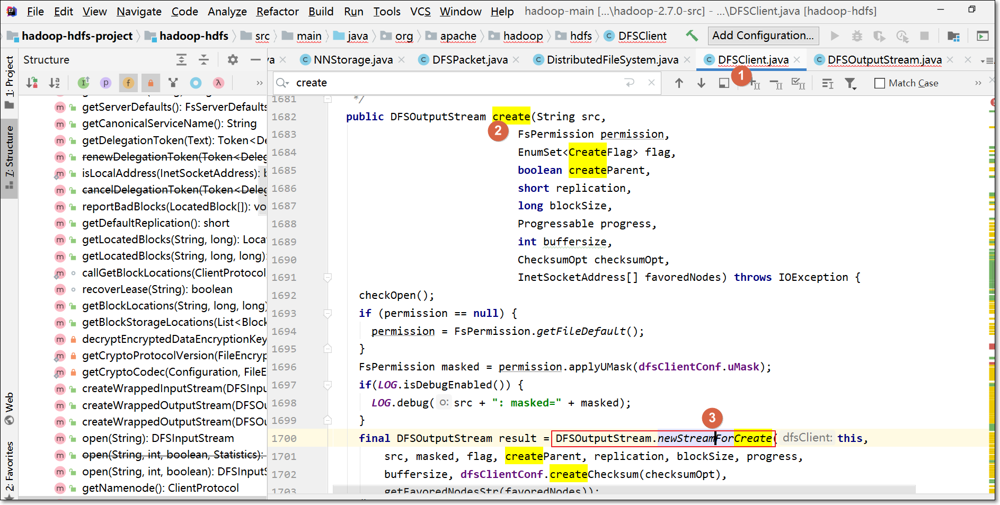 File Edit View Navigate Code Analyze Refactor Build Run Tools VCS Window Help hadoop-main [...\hadoop-2.7.0-src] - ...\DFSClient.java [hadoop-hdfs]
hadoop-hdfs-project hadoop-hdfs src main java org apache hadoop hdfs DFSClient Add Configuration...
1: Project
7: Structure
Web
2: Favorites
Structure
va NNStorage.java DFSPacket.java DistributedFileSystem.java DFSClient.java DFSOutputStream.java
create
1
Match Case
getServerDefaults(): FsServerDefaults
getCanonicalServiceName(): String
getDelegationToken(Text): Token<De
renewDelegationToken(Token<Deleg
isLocalAddress(InetSocketAddress): b
cancelDelegationToken(Token<Deleg
reportBadBlocks(LocatedBlock[]): vo
getDefaultReplication(): short
getLocatedBlocks(String, long): Loca
getLocatedBlocks(String, long, long):
callGetBlockLocations(ClientProtocol
recoverLease(String): boolean
getBlockLocations(String, long, long)
getBlockStorageLocations(List<Block
decryptEncryptedDataEncryptionKey
getCryptoProtocolVersion(FileEncryp
getCryptoCodec(Configuration, FileE
createWrappedInputStream(DFSInpu
createWrappedOutputStream(DFSOu
createWrappedOutputStream(DFSOu
open(String): DFSInputStream
open(String, int, boolean, Statistics):
open(String, int, boolean): DFSInputS
getNamenode(): ClientProtocol
1681 */
1682 public DFSOutputStream create(String src,
2
1683 FsPermission permission,
1684 EnumSet<CreateFlag> flag,
1685 boolean createParent,
1686 short replication,
1687 long blockSize,
1688 Progressable progress,
1689 int buffersize,
1690 ChecksumOpt checksumOpt,
1691 InetSocketAddress[] favoredNodes) throws IOException {
1692 checkOpen();
1693 if (permission == null) {
1694 permission = FsPermission.getFileDefault();
1695 }
1696 FsPermission masked = permission.applyUMask(dfsClientConf.uMask);
1697 if(LOG.isDebugEnabled()) {
1698 LOG.debug( o: src + ": masked=" + masked);
1699 }
3
1700 final DFSOutputStream result = DFSOutputStream.newStreamForCreate( dfsClient: this,
1701 src, masked, flag, createParent, replication, blockSize, progress,
1702 buffersize, dfsClientConf.createChecksum(checksumOpt),
1703 getFavoredNodesStr(favoredNodes));